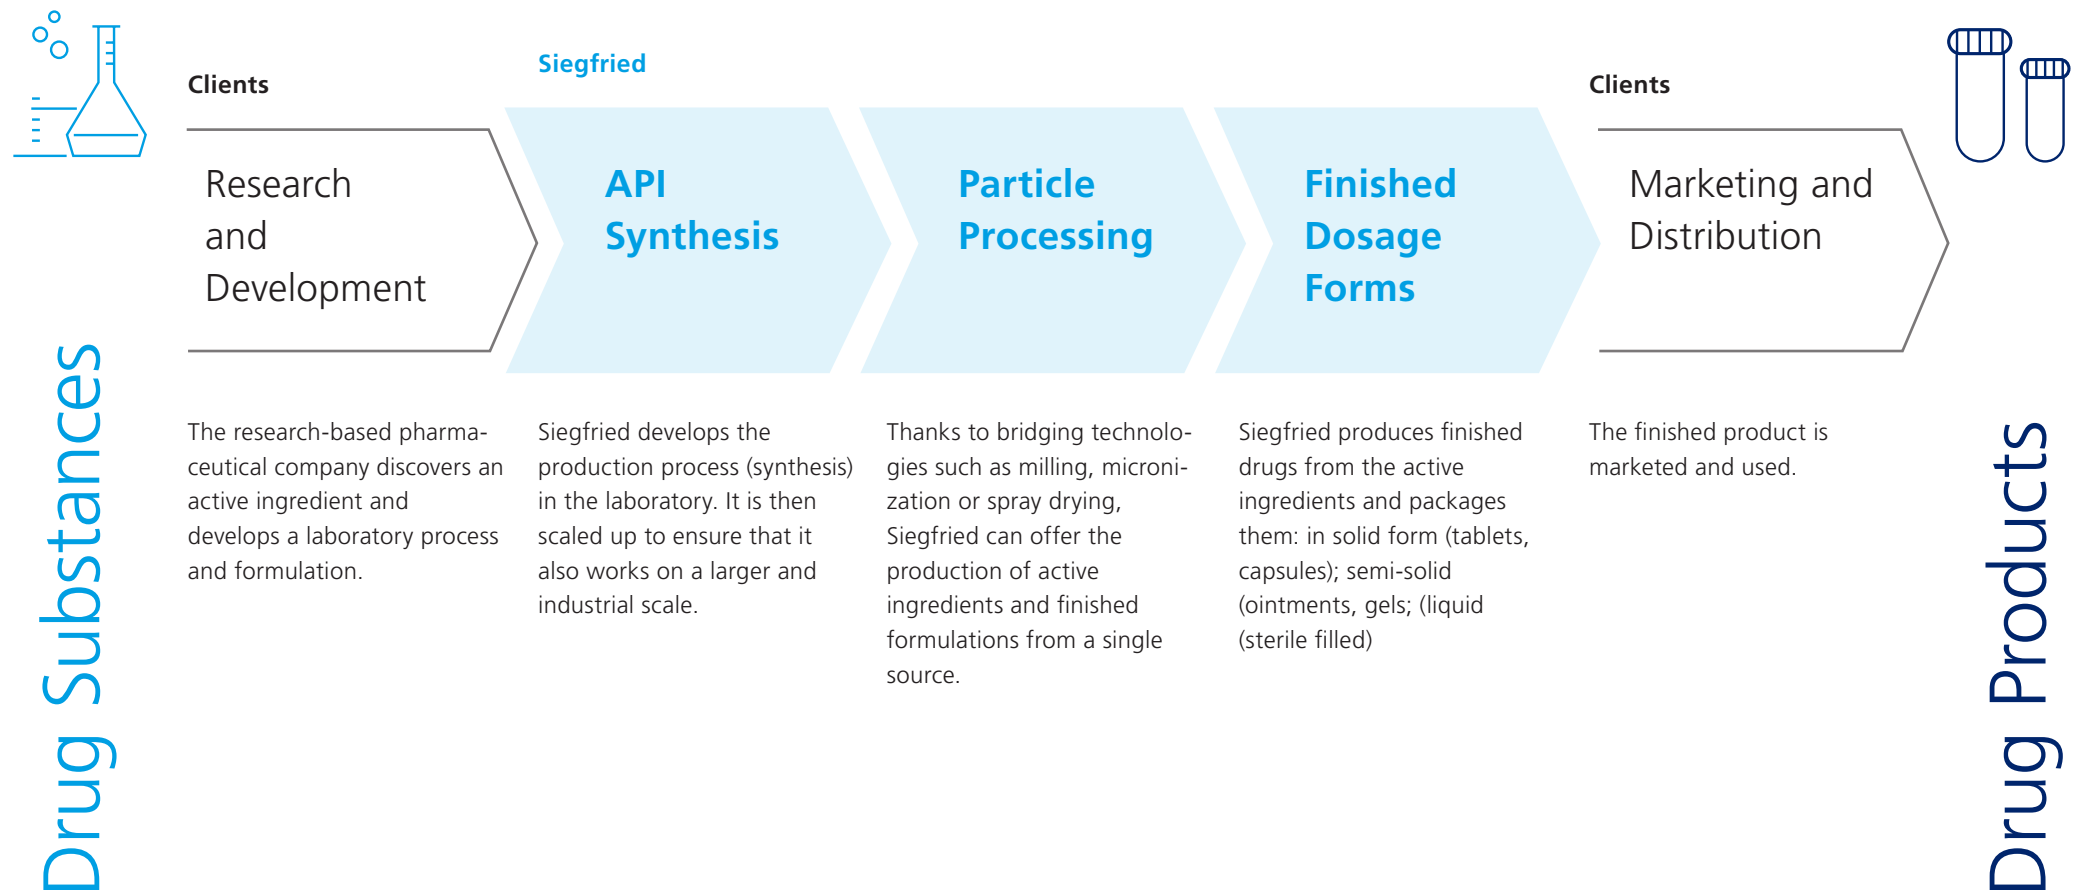 Drug Substances
Clients
Research
and
Development
The research-based pharma-
ceutical company discovers an
active ingredient and
develops a laboratory process
and formulation.
Siegfried
API
Synthesis
Siegfried develops the
production process (synthesis)
in the laboratory. It is then
scaled up to ensure that it
also works on a larger and
industrial scale.
Particle
Processing
Thanks to bridging technolo-
gies such as milling, microni-
zation or spray drying,
Siegfried can offer the
production of active
ingredients and finished
formulations from a single
source.
Finished
Dosage
Forms
Siegfried produces finished
drugs from the active
ingredients and packages
them: in solid form (tablets,
capsules); semi-solid
(ointments, gels; (liquid
(sterile filled)
Clients
Marketing and
Distribution
The finished product is
marketed and used.
Drug Products